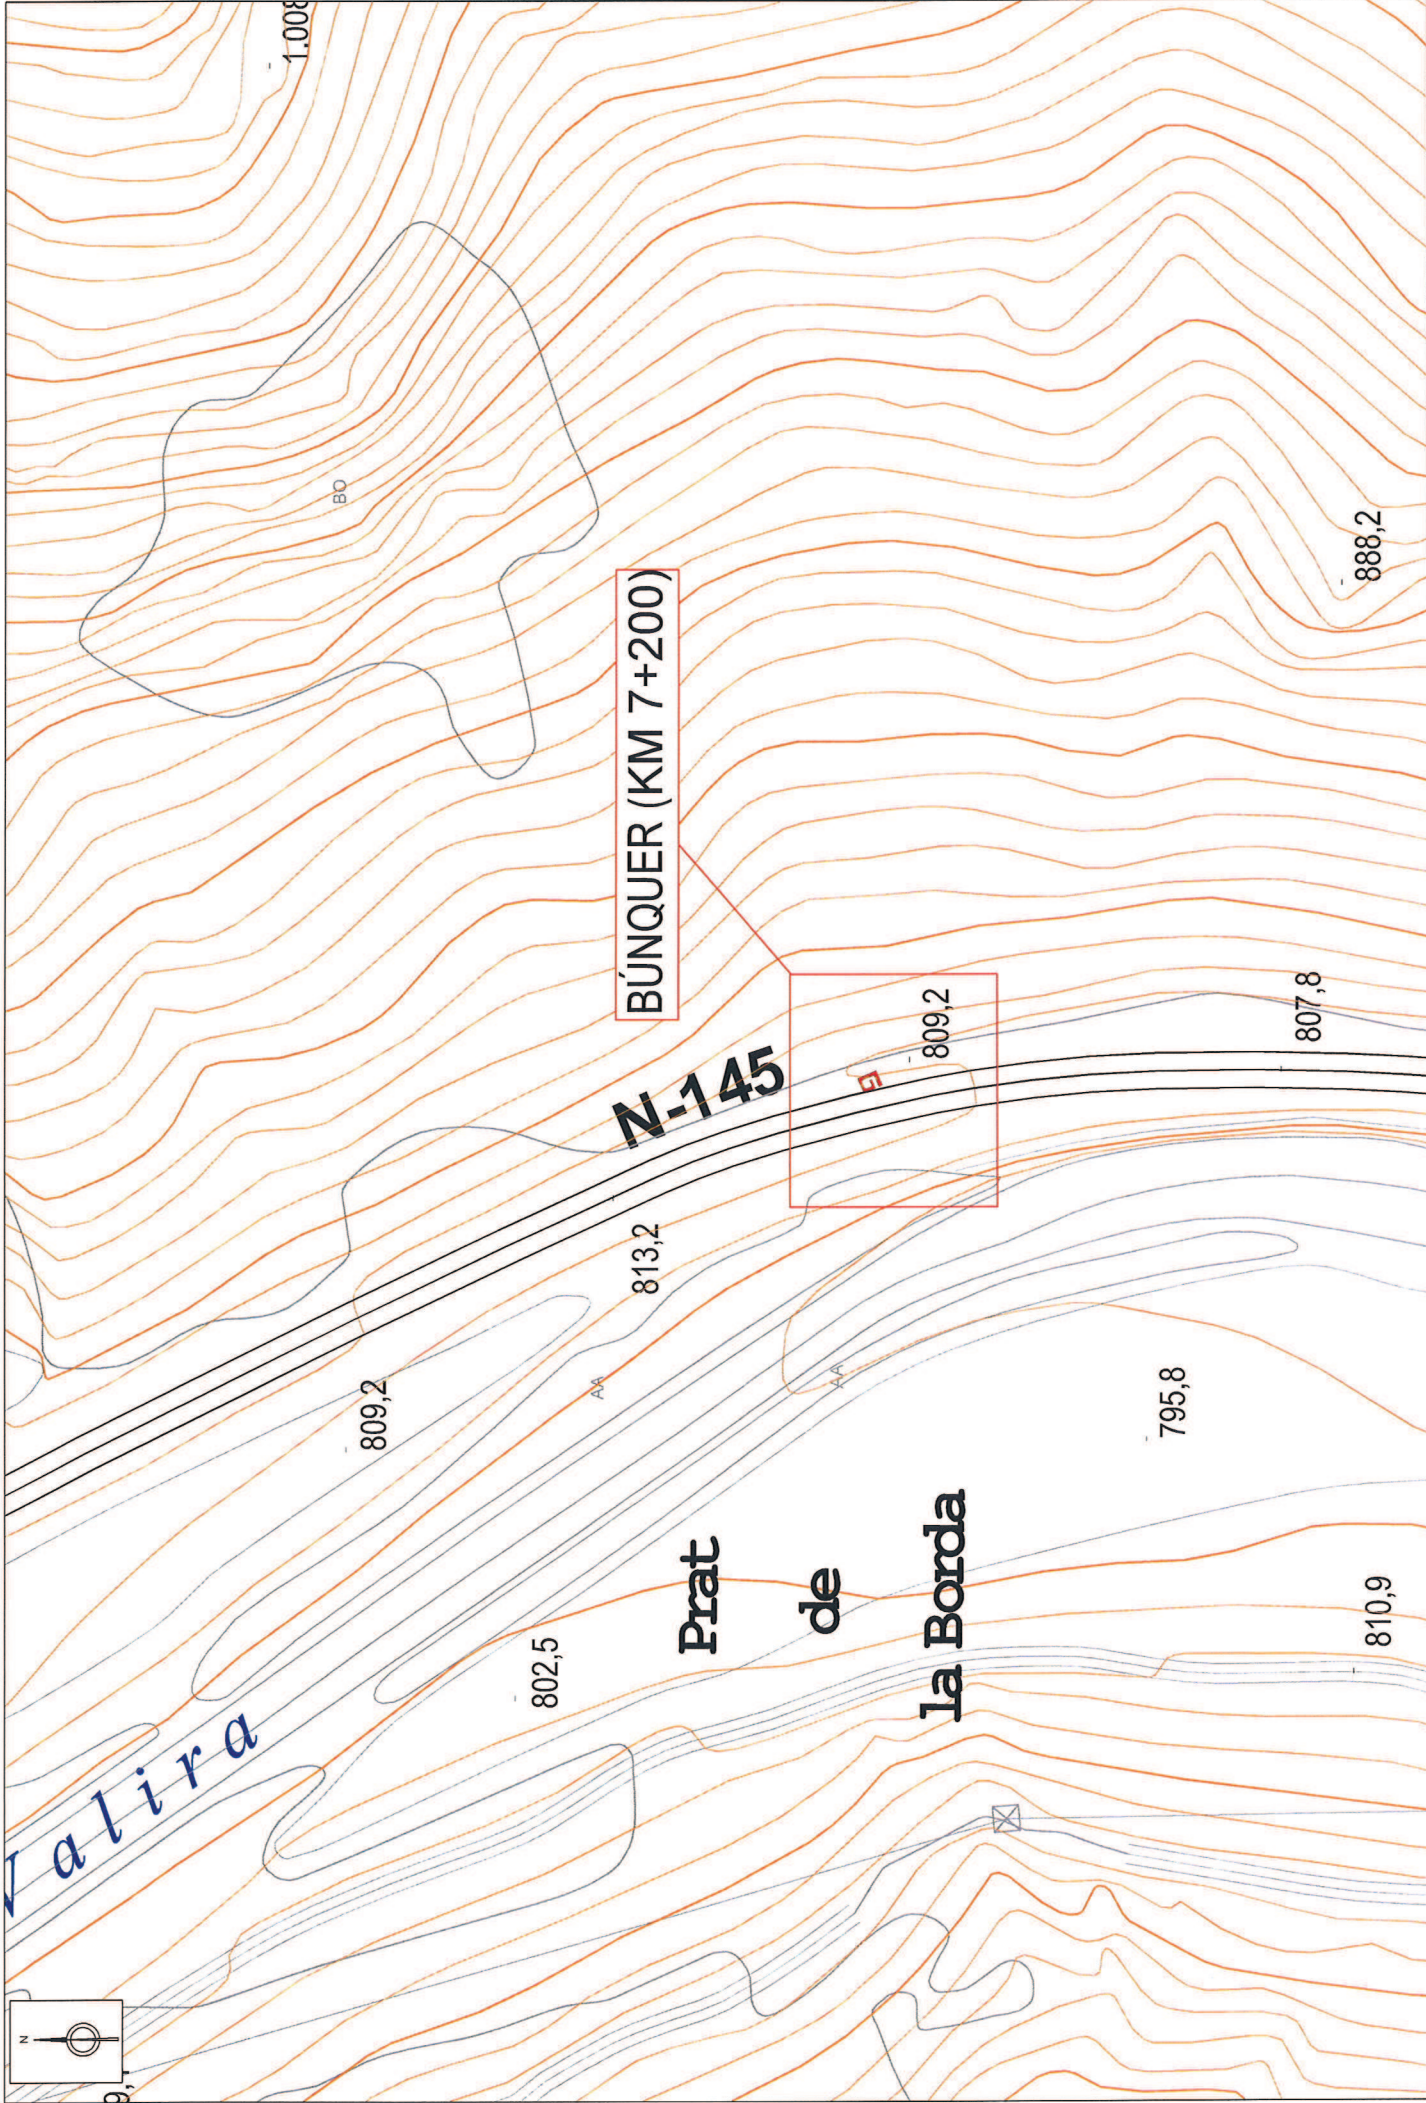 1.008
BO
BÚNQUER (KM 7+200)
888,2
N-145
809,2
807,8
813,2
809,2
AA
AA
795,8
Prat
de
la Borda
802,5
810,9
Valira
N